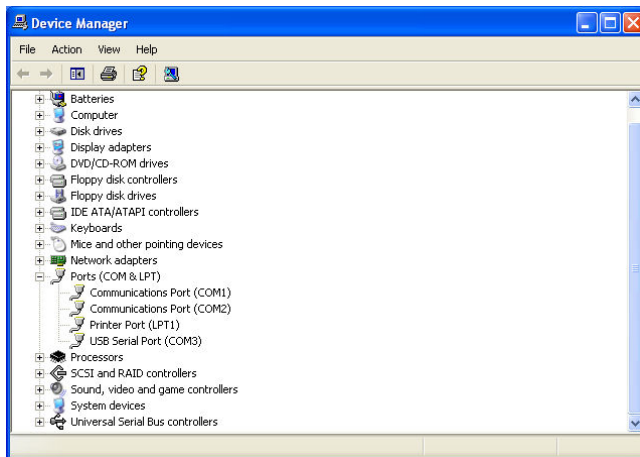 Device Manager
File Action View Help
Batteries
Computer
Disk drives
Display adapters
DVD/CD-ROM drives
Floppy disk controllers
Floppy disk drives
IDE ATA/ATAPI controllers
Keyboards
Mice and other pointing devices
Network adapters
Ports (COM & LPT)
Communications Port (COM1)
Communications Port (COM2)
Printer Port (LPT1)
USB Serial Port (COM3)
Processors
SCSI and RAID controllers
Sound, video and game controllers
System devices
Universal Serial Bus controllers